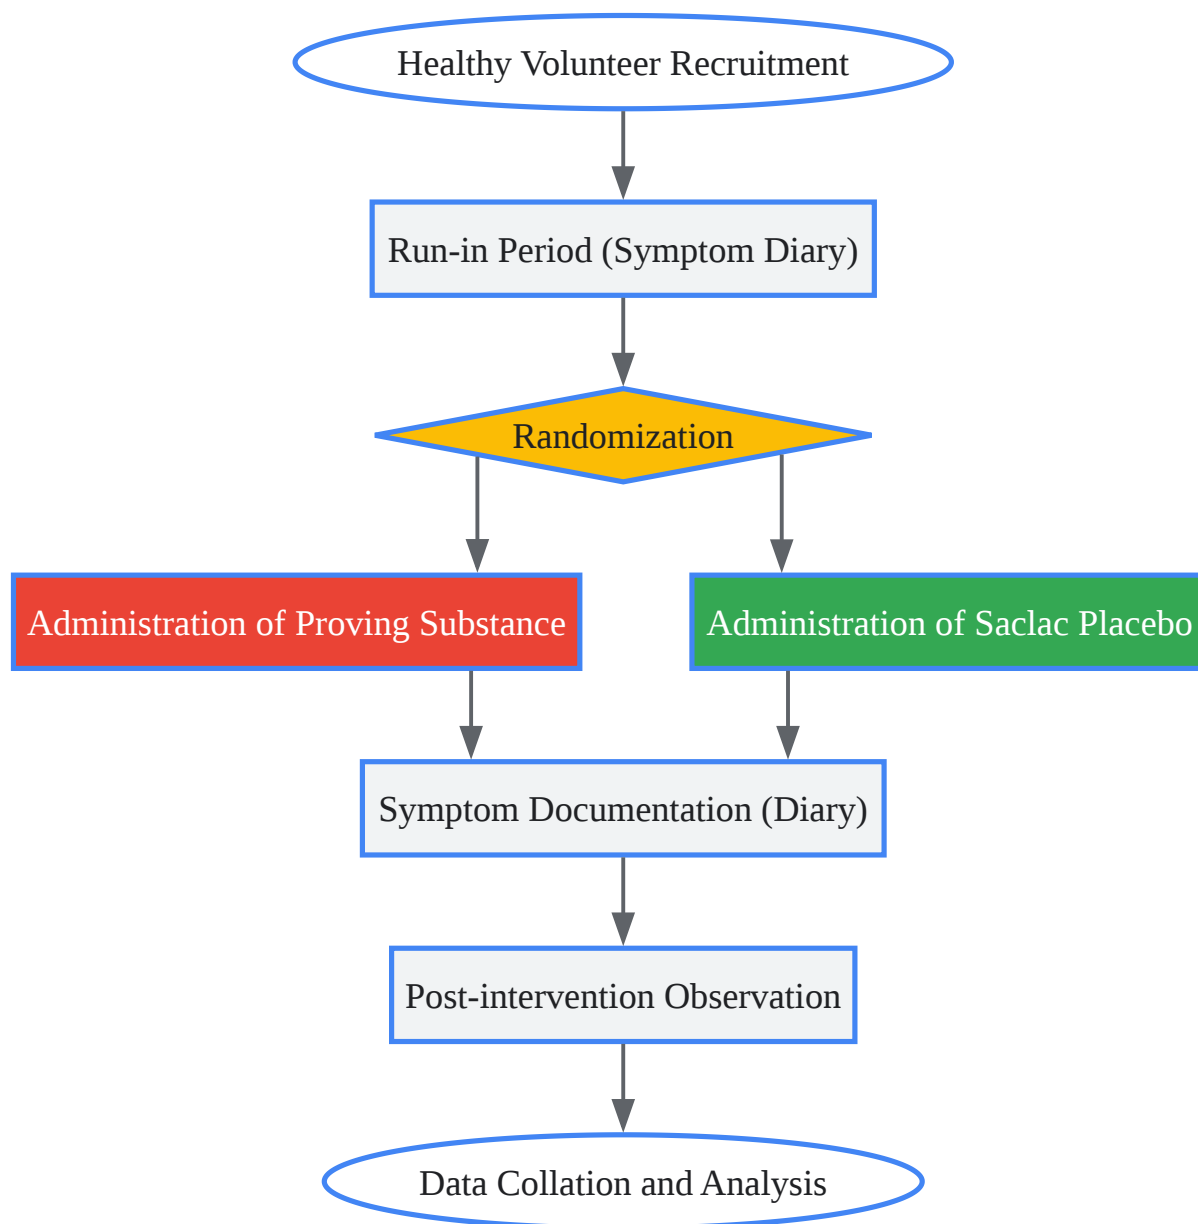 Healthy Volunteer Recruitment
Run-in Period (Symptom Diary)
Randomization
Administration of Proving Substance
Administration of Saclac Placebo
Symptom Documentation (Diary)
Post-intervention Observation
Data Collation and Analysis